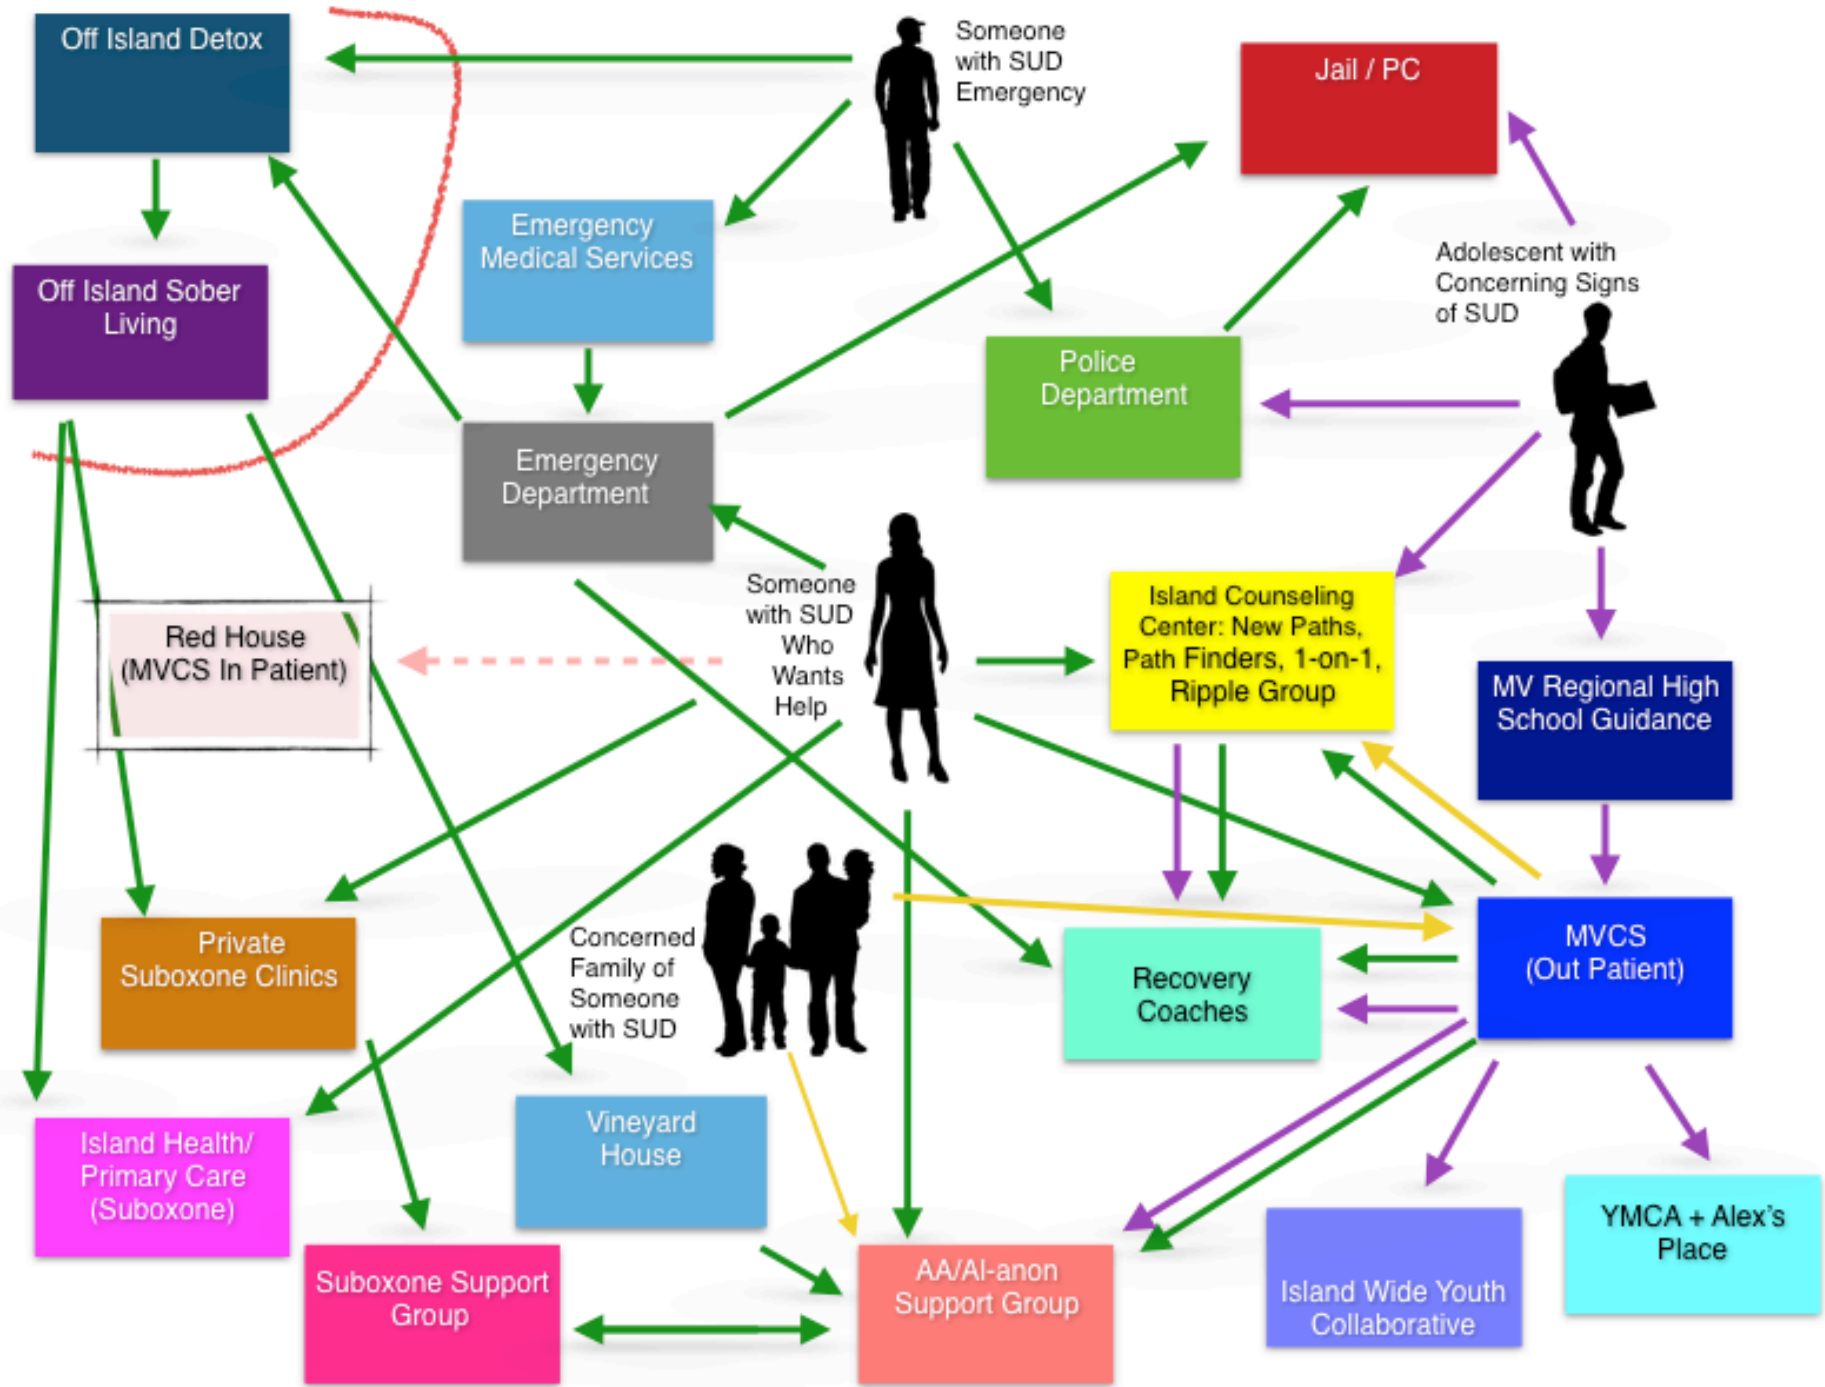 Off Island Detox
Someone
with SUD
Emergency
Jail / PC
Emergency
Medical Services
Adolescent with
Concerning Signs
of SUD
Off Island Sober
Living
Police
Department
Emergency
Department
Someone
with SUD
Who
Wants
Help
Island Counseling
Center: New Paths,
Path Finders, 1-on-1,
Ripple Group
Red House
(MVCS In Patient)
MV Regional High
School Guidance
Private
Suboxone Clinics
Concerned
Family of
Someone
with SUD
Recovery
Coaches
MVCS
(Out Patient)
Island Health/
Primary Care
(Suboxone)
Vineyard
House
Suboxone Support
Group
AA/Al-anon
Support Group
Island Wide Youth
Collaborative
YMCA + Alex's
Place